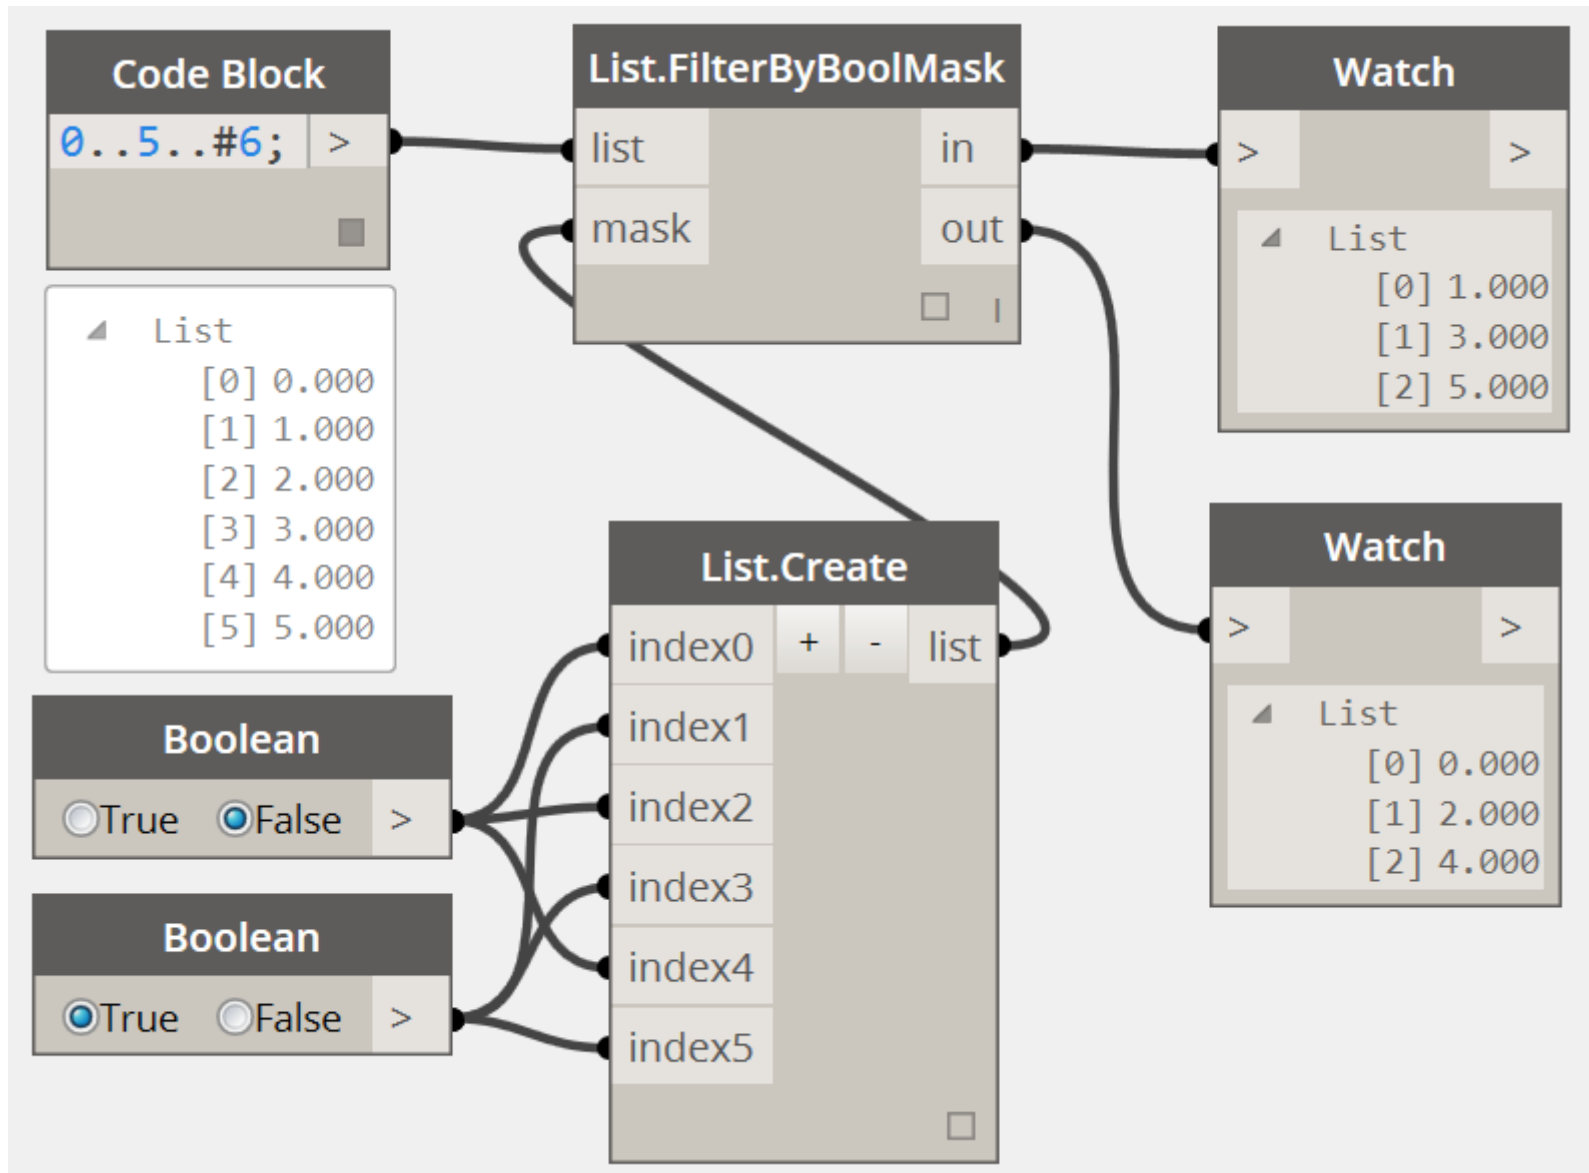 Code Block
0..5..#6; >
List
[0] 0.000
[1] 1.000
[2] 2.000
[3] 3.000
[4] 4.000
[5] 5.000
Boolean
True False >
Boolean
True False >
List.FilterByBoolMask
list in
mask out
l
List.Create
index0 + - list
index1
index2
index3
index4
index5
Watch
> >
List
[0] 1.000
[1] 3.000
[2] 5.000
Watch
> >
List
[0] 0.000
[1] 2.000
[2] 4.000